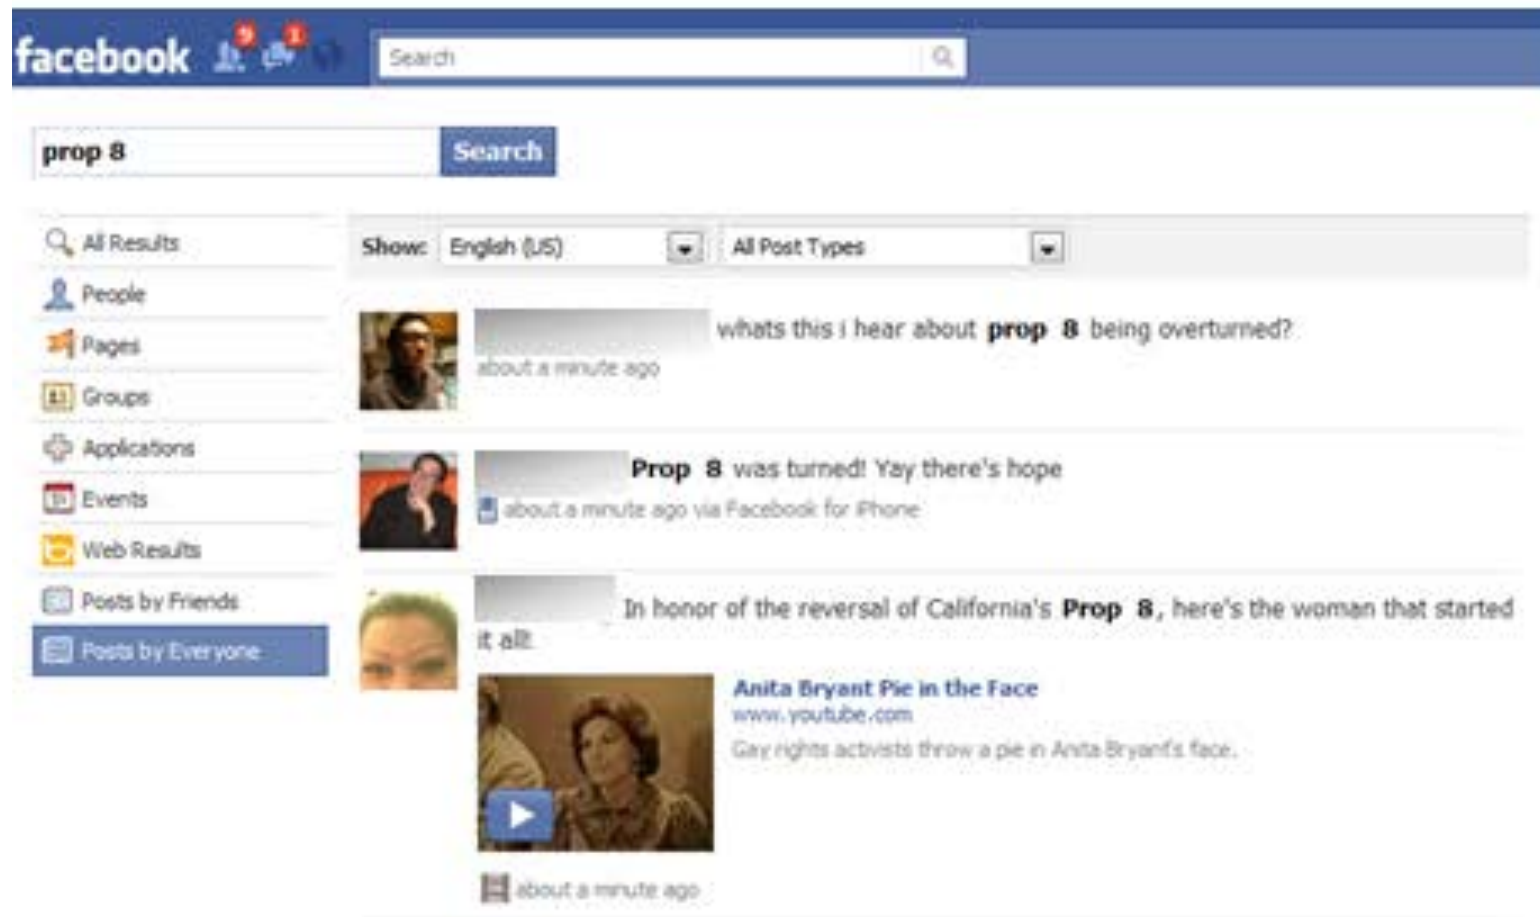 facebook
9
1
Search
prop 8
Search
All Results
People
Pages
Groups
Applications
Events
Web Results
Posts by Friends
Posts by Everyone
Show: English (US) All Post Types
whats this i hear about prop 8 being overturned?
about a minute ago
Prop 8 was turned! Yay there's hope
about a minute ago via Facebook for iPhone
In honor of the reversal of California's Prop 8, here's the woman that started
it all!
Anita Bryant Pie in the Face
www.youtube.com
Gay rights activists throw a pie in Anita Bryant's face.
about a minute ago